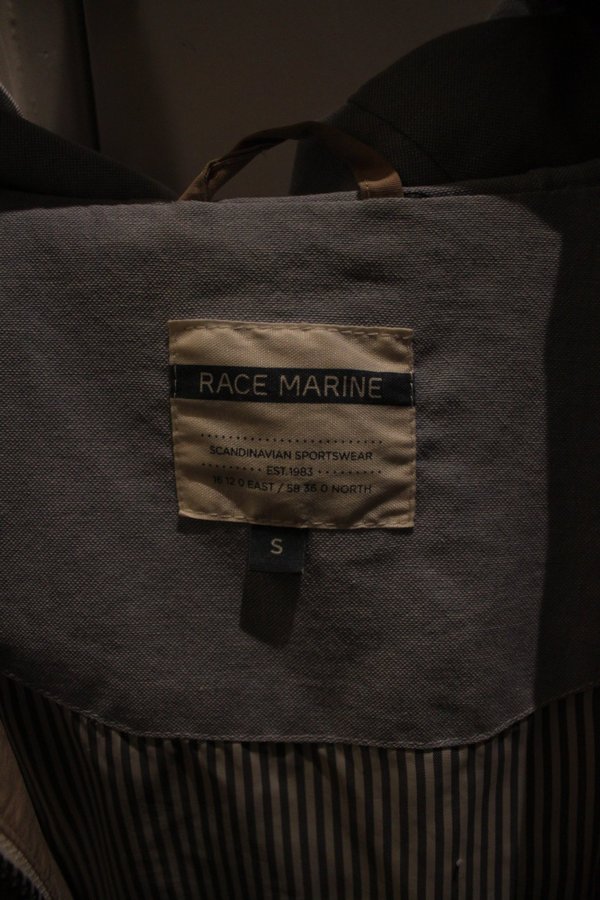 RACE MARINE
SCANDINAVIAN SPORTSWEAR
EST.1983
16 12 0 EAST / 58 36 0 NORTH
S